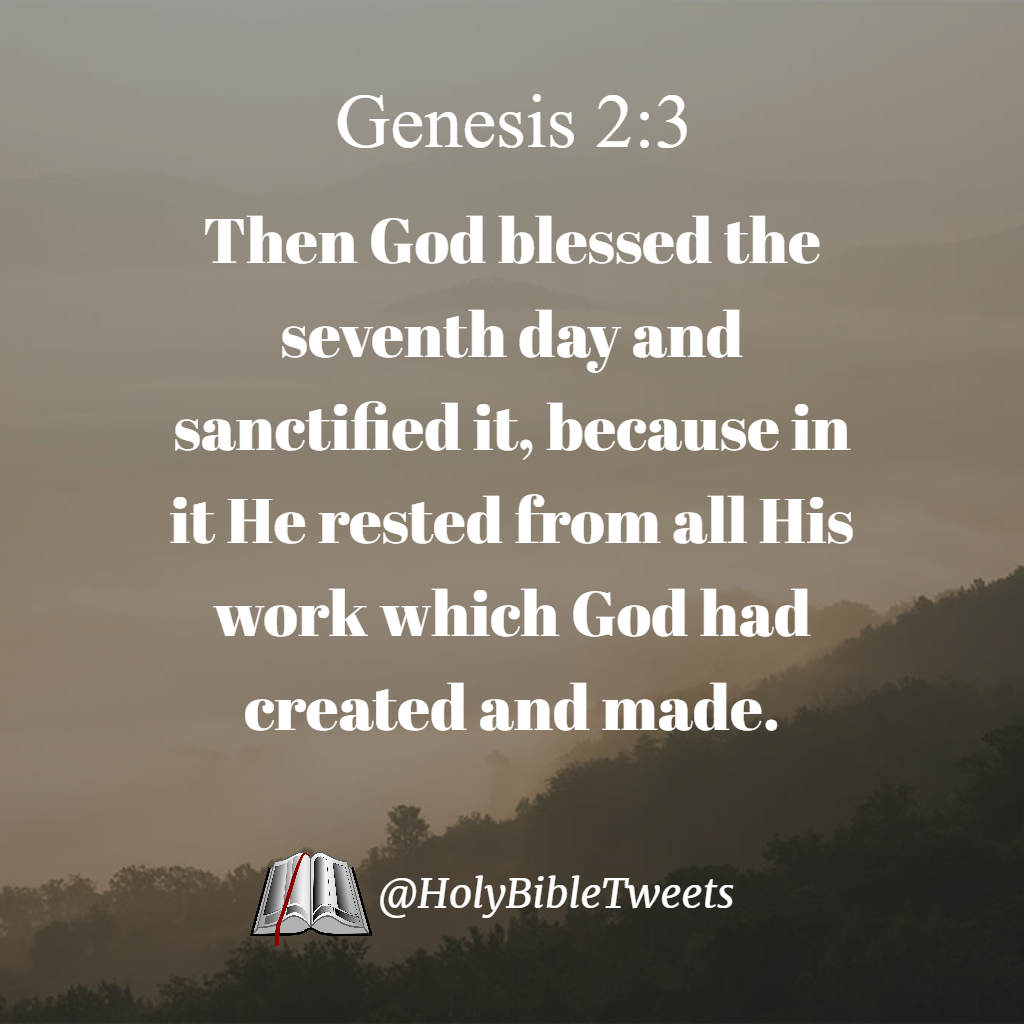 Genesis 2:3
Then God blessed the
seventh day and
sanctified it, because in
it He rested from all His
work which God had
created and made.
@HolyBibleTweets